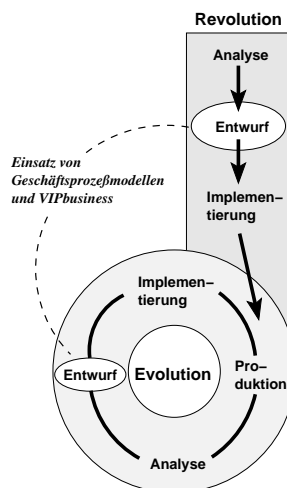 Revolution
Analyse
Entwurf
Einsatz von
Geschäftsprozeßmodellen
und VIPbusiness
Implemen–
tierung
Implemen–
tierung
Entwurf
Evolution
Pro–
duktion
Analyse